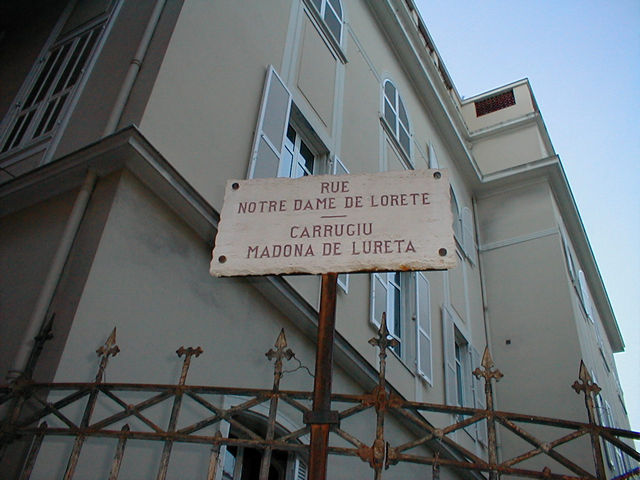 RUE
NOTRE DAME DE LORETE
CARRUGIU
MADONA DE LURETA